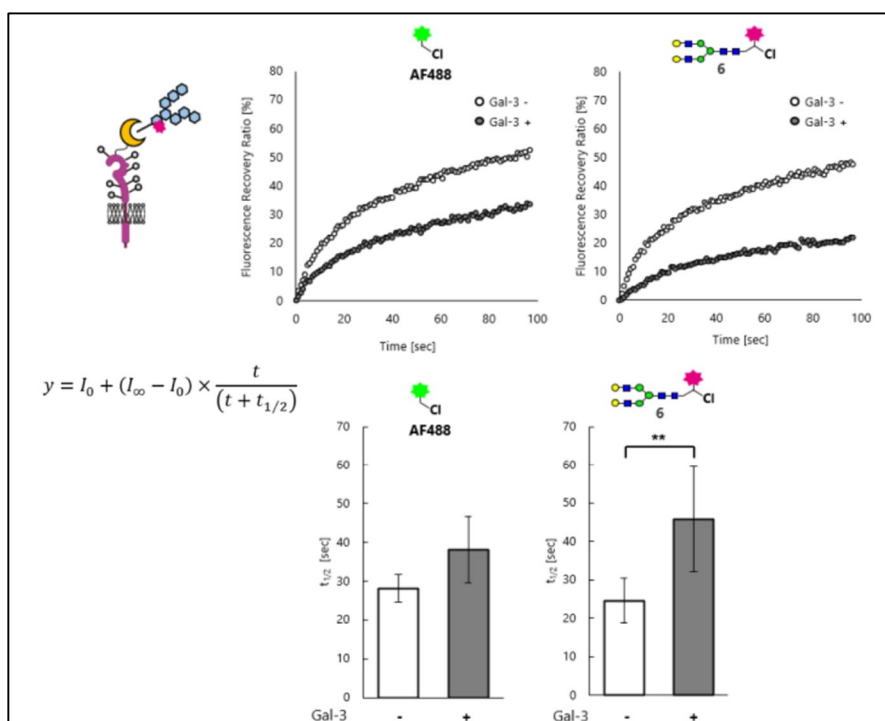 Cl
AF488
Cl
6
Fluorescence Recovery Ratio [%]
80
70
60
50
40
30
20
10
0
Gal-3 -
Gal-3 +
0 20 40 60 80 100
Time [sec]
Fluorescence Recovery Ratio [%]
80
70
60
50
40
30
20
10
0
Gal-3 -
Gal-3 +
0 20 40 60 80 100
Time [sec]
y = I₀ + (I∞ − I₀) × t / (t + t₁/₂)
Cl
AF488
Cl
6
t₁/₂ [sec]
70
60
50
40
30
20
10
0
Gal-3 - +
t₁/₂ [sec]
70
60
50
40
30
20
10
0
**
- +